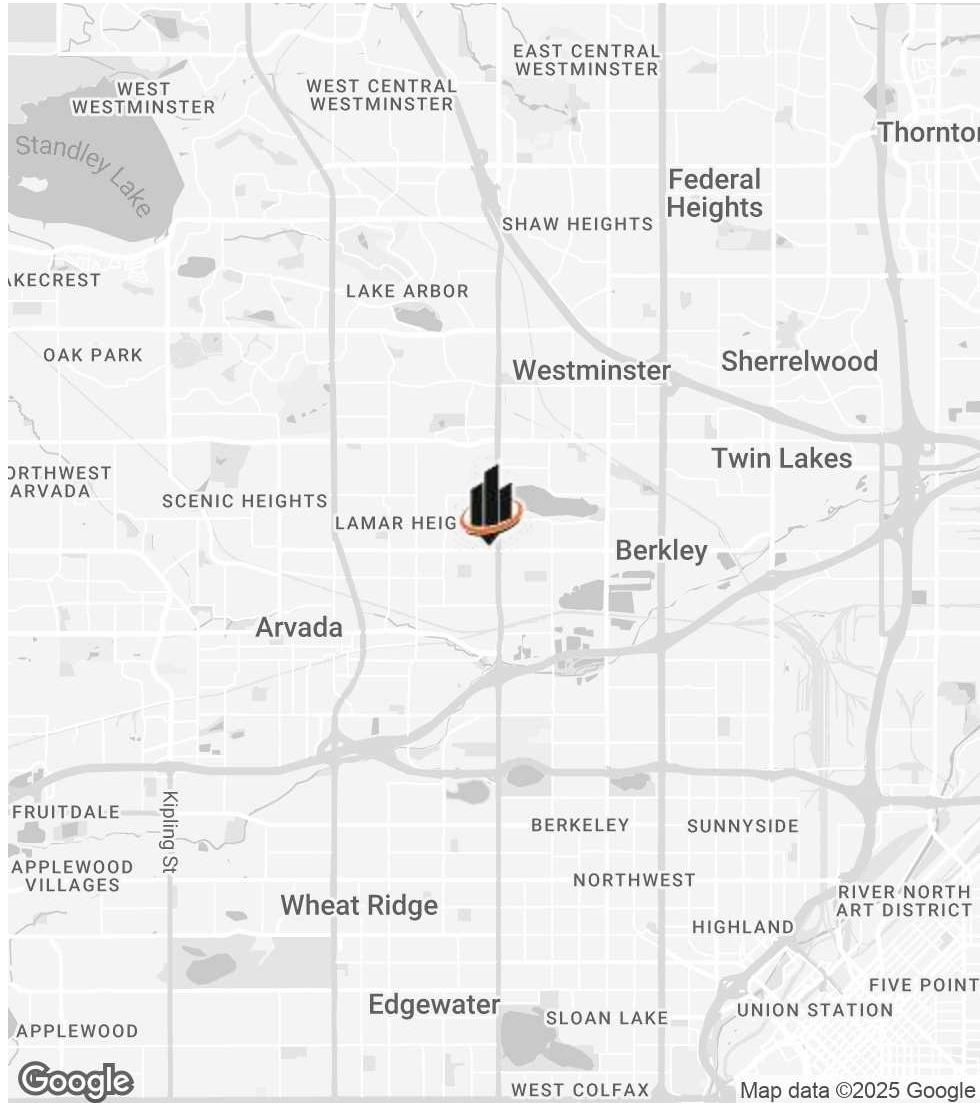 EAST CENTRAL
WESTMINSTER
WEST
WESTMINSTER
WEST CENTRAL
WESTMINSTER
Standley Lake
Thornton
Federal
Heights
SHAW HEIGHTS
AKECREST
LAKE ARBOR
OAK PARK
Westminster
Sherrelwood
Twin Lakes
ORTHWEST
ARVADA
SCENIC HEIGHTS
LAMAR HEIG
Berkley
Arvada
Kipling St
FRUITDALE
BERKELEY
SUNNYSIDE
APPLEWOOD
VILLAGES
NORTHWEST
Wheat Ridge
RIVER NORTH
ART DISTRICT
HIGHLAND
FIVE POINT
Edgewater
UNION STATION
SLOAN LAKE
APPLEWOOD
Google
WEST COLFAX
Map data ©2025 Google